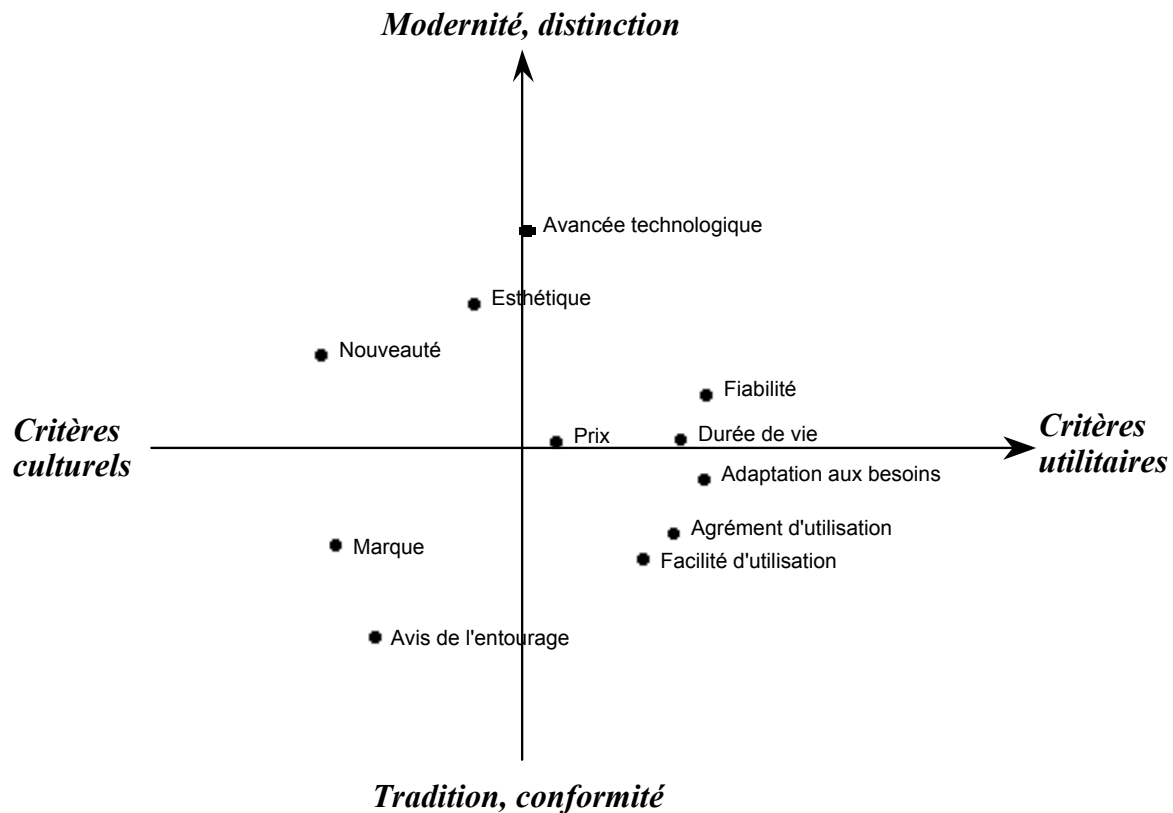 Modernité, distinction
Avancée technologique
Esthétique
Nouveauté
Fiabilité
Critères
culturels
Prix
Durée de vie
Critères
utilitaires
Adaptation aux besoins
Agrément d'utilisation
Marque
Facilité d'utilisation
Avis de l'entourage
Tradition, conformité